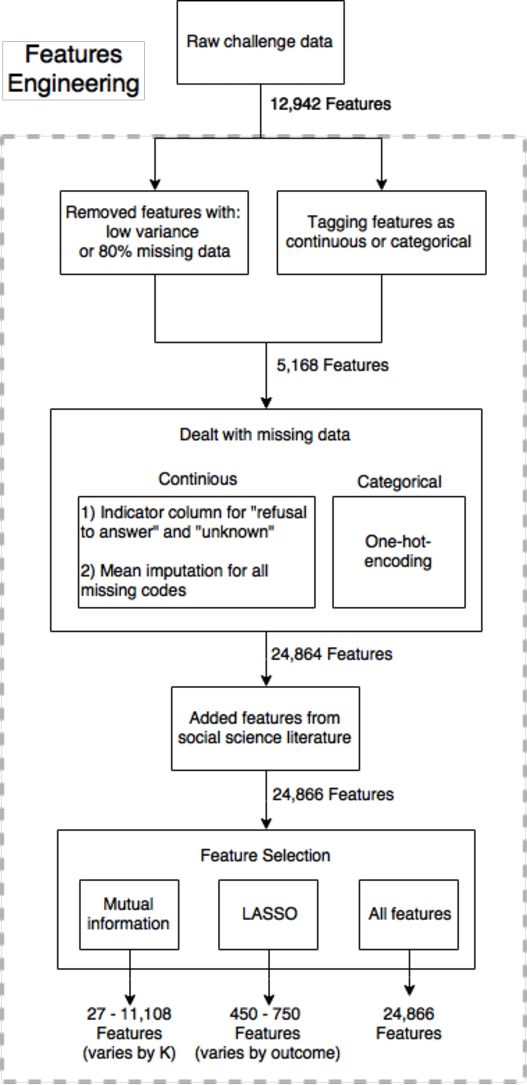 Raw challenge data
Features
Engineering
12,942 Features
Removed features with:
low variance
or 80% missing data
Tagging features as
continuous or categorical
5,168 Features
Dealt with missing data
Continious
Categorical
1) Indicator column for "refusal
to answer" and "unknown"
2) Mean imputation for all
missing codes
One-hot-
encoding
24,864 Features
Added features from
social science literature
24,866 Features
Feature Selection
Mutual
information
LASSO
All features
27 - 11,108
Features
(varies by K)
450 - 750
Features
(varies by outcome)
24,866
Features